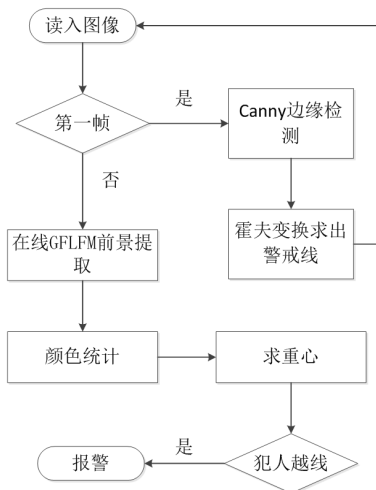 读入图像
第一帧
是
Canny边缘检
测
否
霍夫变换求出
警戒线
在线GFLFM前景提
取
颜色统计
求重心
犯人越线
是
报警